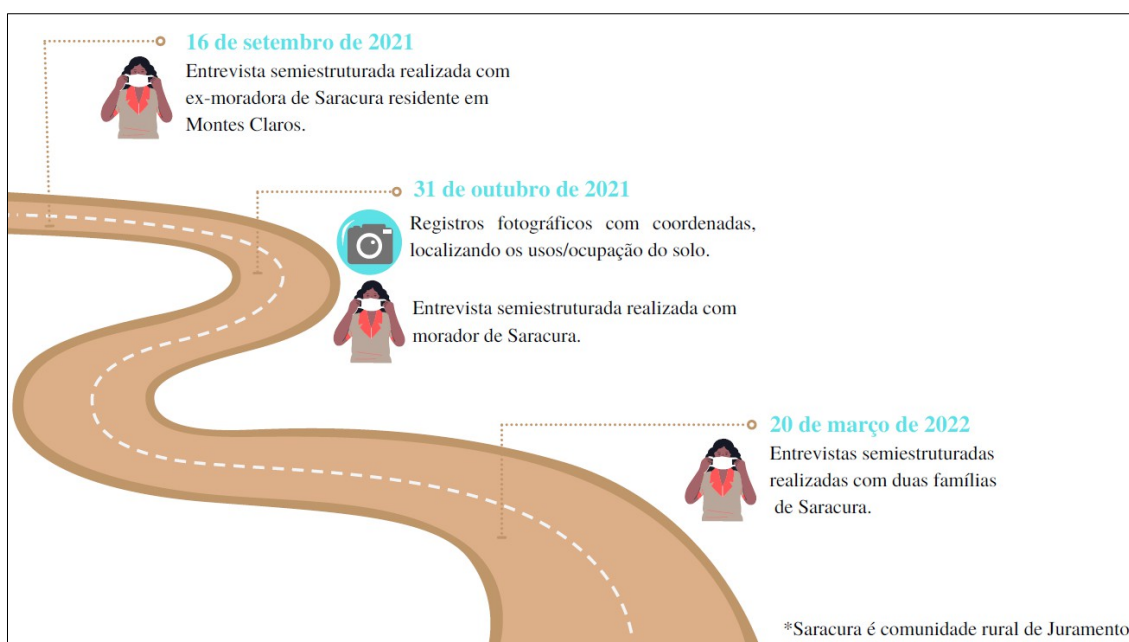 16 de setembro de 2021
Entrevista semiestruturada realizada com
ex-moradora de Saracura residente em
Montes Claros.
31 de outubro de 2021
Registros fotográficos com coordenadas,
localizando os usos/ocupação do solo.
Entrevista semiestruturada realizada com
morador de Saracura.
20 de março de 2022
Entrevistas semiestruturadas
realizadas com duas famílias
de Saracura.
*Saracura é comunidade rural de Juramento